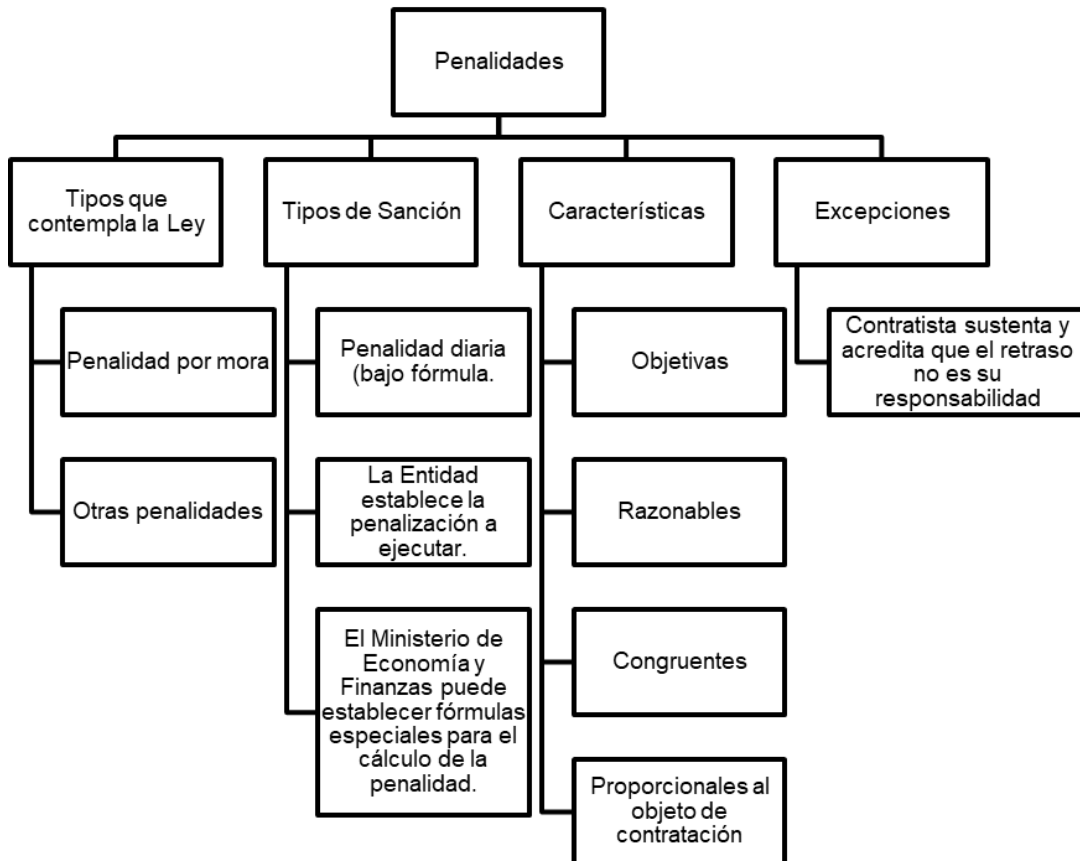 Penalidades
Tipos que
contempla la Ley
Tipos de Sanción
Características
Excepciones
Penalidad por mora
Penalidad diaria
(bajo fórmula.
Objetivas
Contratista sustenta y
acredita que el retraso
no es su
responsabilidad
Otras penalidades
La Entidad
establece la
penalización a
ejecutar.
Razonables
El Ministerio de
Economía y
Finanzas puede
establecer fórmulas
especiales para el
cálculo de la
penalidad.
Congruentes
Proporcionales al
objeto de
contratación